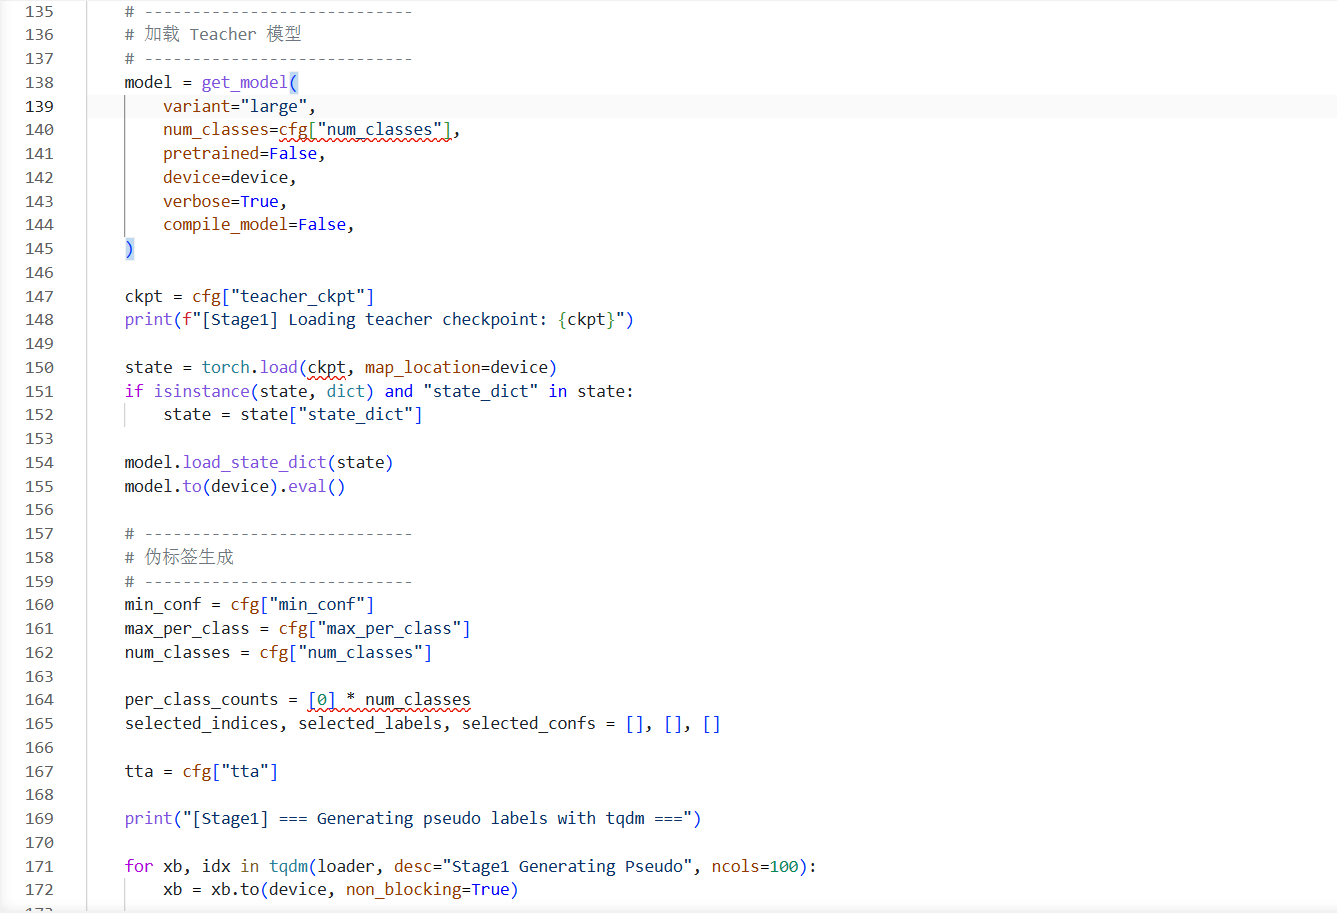 135 # ----------------------------
136 # 加载 Teacher 模型
137 # ----------------------------
138 model = get_model(
139     variant="large",
140     num_classes=cfg["num_classes"],
141     pretrained=False,
142     device=device,
143     verbose=True,
144     compile_model=False,
145 )
146
147 ckpt = cfg["teacher_ckpt"]
148 print(f"[Stage1] Loading teacher checkpoint: {ckpt}")
149
150 state = torch.load(ckpt, map_location=device)
151 if isinstance(state, dict) and "state_dict" in state:
152     state = state["state_dict"]
153
154 model.load_state_dict(state)
155 model.to(device).eval()
156
157 # ----------------------------
158 # 伪标签生成
159 # ----------------------------
160 min_conf = cfg["min_conf"]
161 max_per_class = cfg["max_per_class"]
162 num_classes = cfg["num_classes"]
163
164 per_class_counts = [0] * num_classes
165 selected_indices, selected_labels, selected_confs = [], [], []
166
167 tta = cfg["tta"]
168
169 print("[Stage1] === Generating pseudo labels with tqdm ===")
170
171 for xb, idx in tqdm(loader, desc="Stage1 Generating Pseudo", ncols=100):
172     xb = xb.to(device, non_blocking=True)